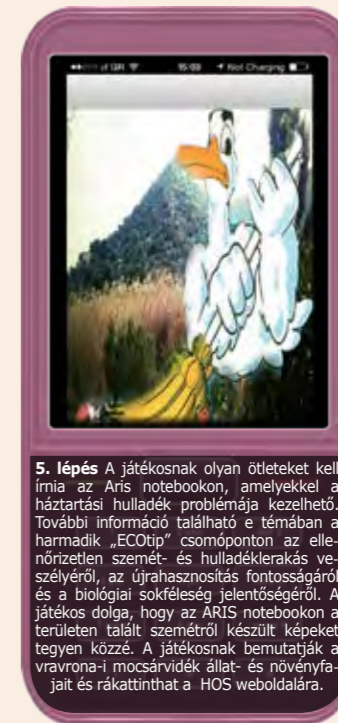 15:03 Not Charging
5. lépés A játékosnak olyan ötleteket kell
írnia az Aris notebookon, amelyekkel a
háztartási hulladék problémája kezelhető.
További információ található e témában a
harmadik „ECOtip” csomóponton az elle-
nőrizetlen szemét- és hulladéklerakás ve-
szélyéről, az újrahasznosítás fontosságáról
és a biológiai sokféleség jelentőségéről. A
játékos dolga, hogy az ARIS notebookon a
területen talált szemétről készült képeket
tegyen közzé. A játékosnak bemutatják a
vravrona-i mocsárvidék állat- és növényfa-
jait és rákattinthat a HOS weboldalára.